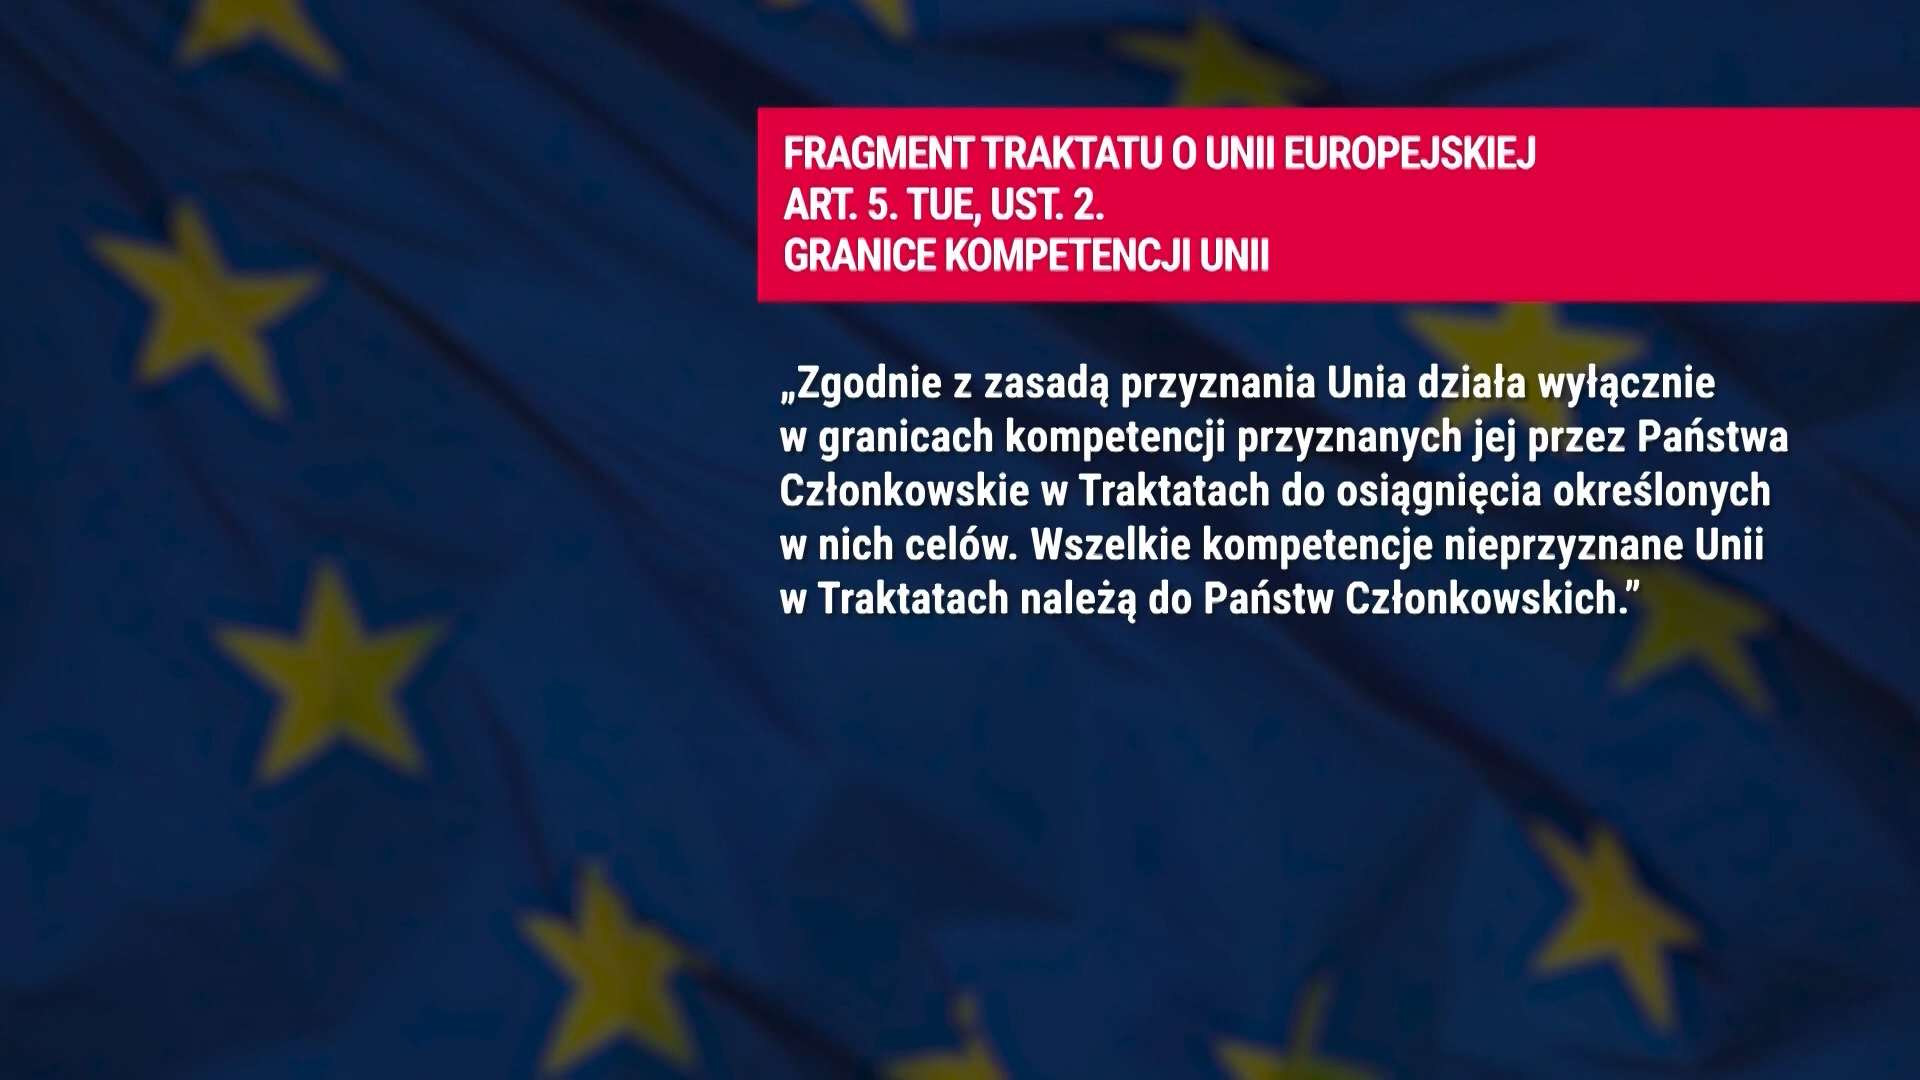 FRAGMENT TRAKTATU O UNII EUROPEJSKIEJ
ART. 5. TUE, UST. 2.
GRANICE KOMPETENCJI UNII
„Zgodnie z zasadą przyznania Unia działa wyłącznie
w granicach kompetencji przyznanych jej przez Państwa
Członkowskie w Traktatach do osiągnięcia określonych
w nich celów. Wszelkie kompetencje nieprzyznane Unii
w Traktatach należą do Państw Członkowskich.”